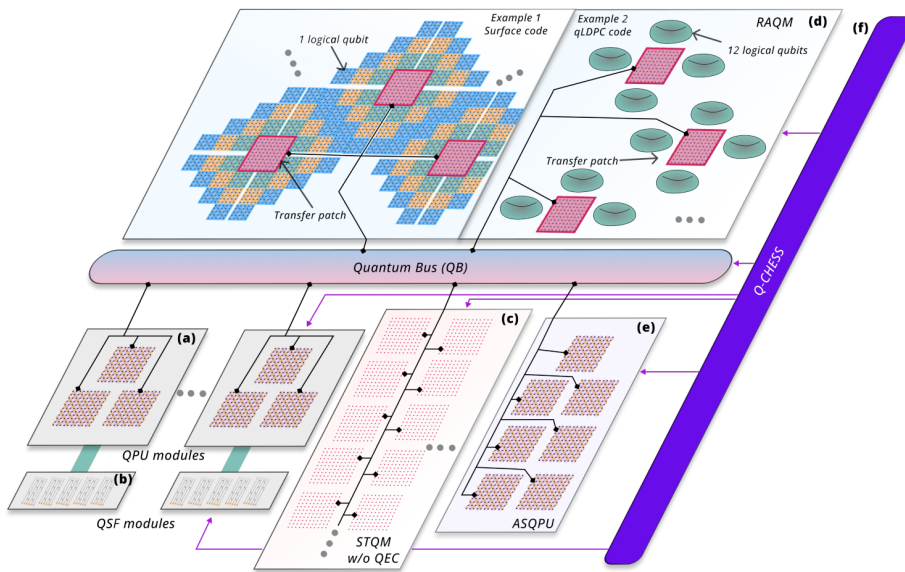 Example 1
Surface code
1 logical qubit
Transfer patch
Example 2
qLDPC code
RAQM
(d)
12 logical qubits
Transfer patch
(f)
Quantum Bus (QB)
Q-CHESS
(a)
(c)
(e)
QPU modules
(b)
QSF modules
STQM
w/o QEC
ASQPU